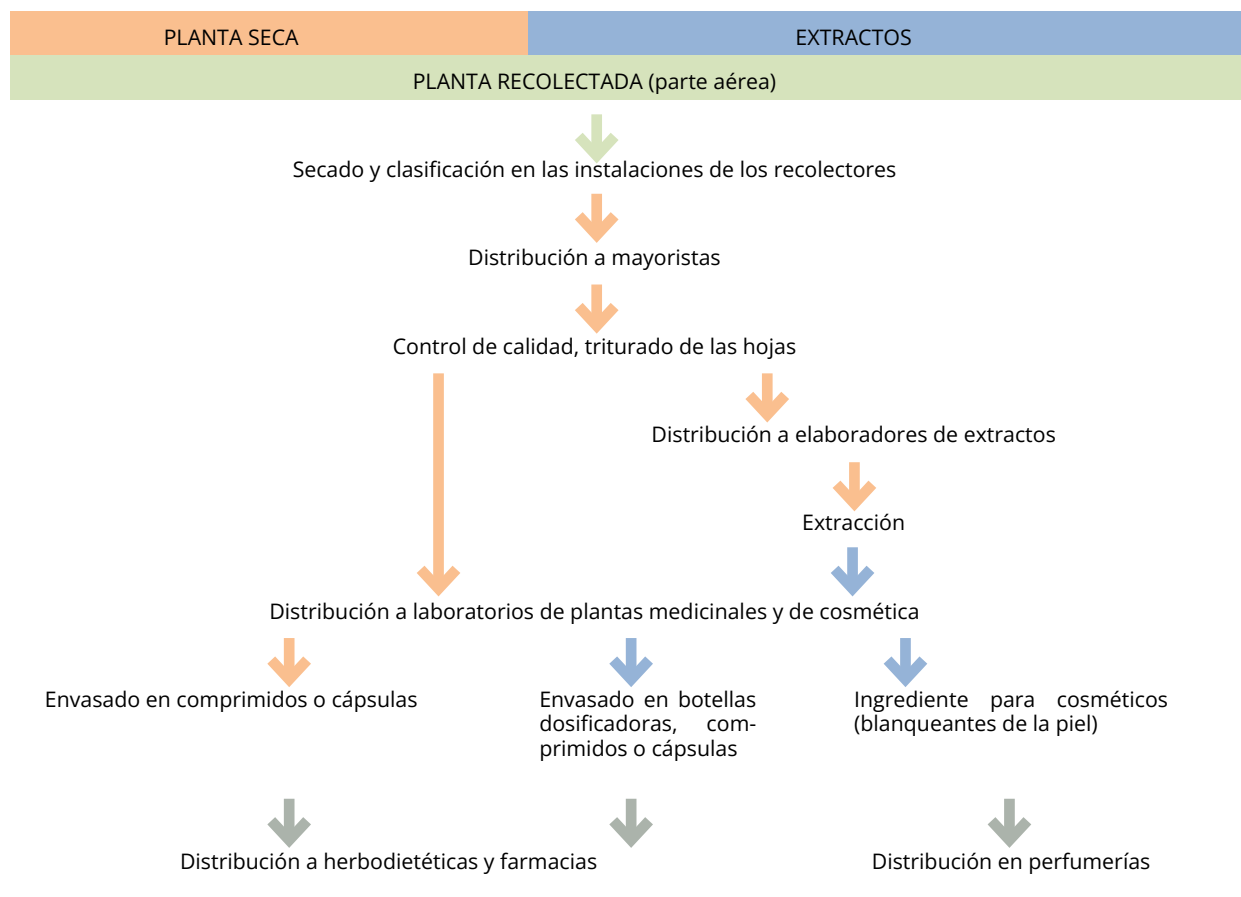 PLANTA SECA
EXTRACTOS
PLANTA RECOLECTADA (parte aérea)
Secado y clasificación en las instalaciones de los recolectores
Distribución a mayoristas
Control de calidad, triturado de las hojas
Distribución a elaboradores de extractos
Extracción
Distribución a laboratorios de plantas medicinales y de cosmética
Envasado en comprimidos o cápsulas
Envasado en botellas
dosificadoras, com-
primidos o cápsulas
Ingrediente para cosméticos
(blanqueantes de la piel)
Distribución a herbodietéticas y farmacias
Distribución en perfumerías